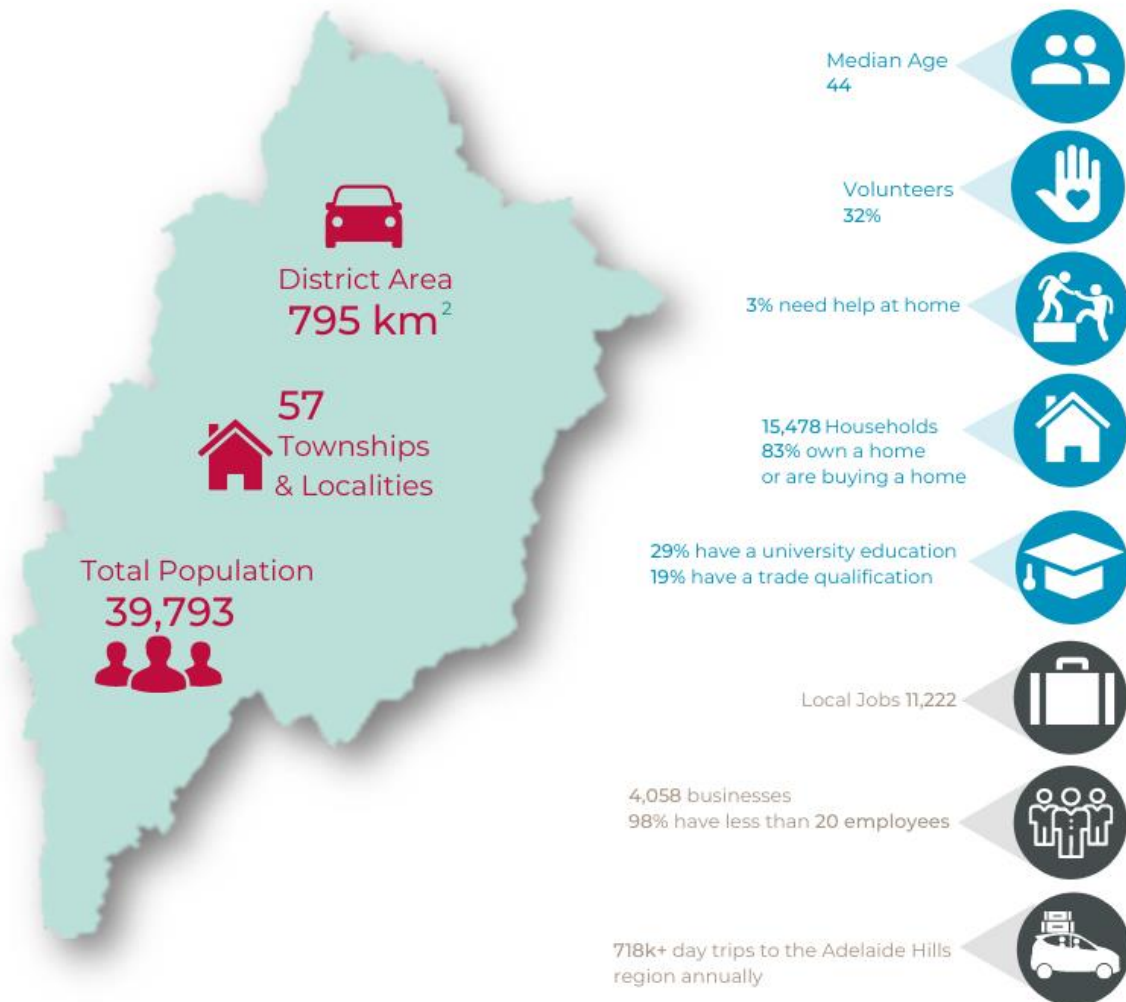 District Area
795 km²
57
Townships
& Localities
Total Population
39,793
Median Age
44
Volunteers
32%
3% need help at home
15,478 Households
83% own a home
or are buying a home
29% have a university education
19% have a trade qualification
Local Jobs 11,222
4,058 businesses
98% have less than 20 employees
718k+ day trips to the Adelaide Hills
region annually